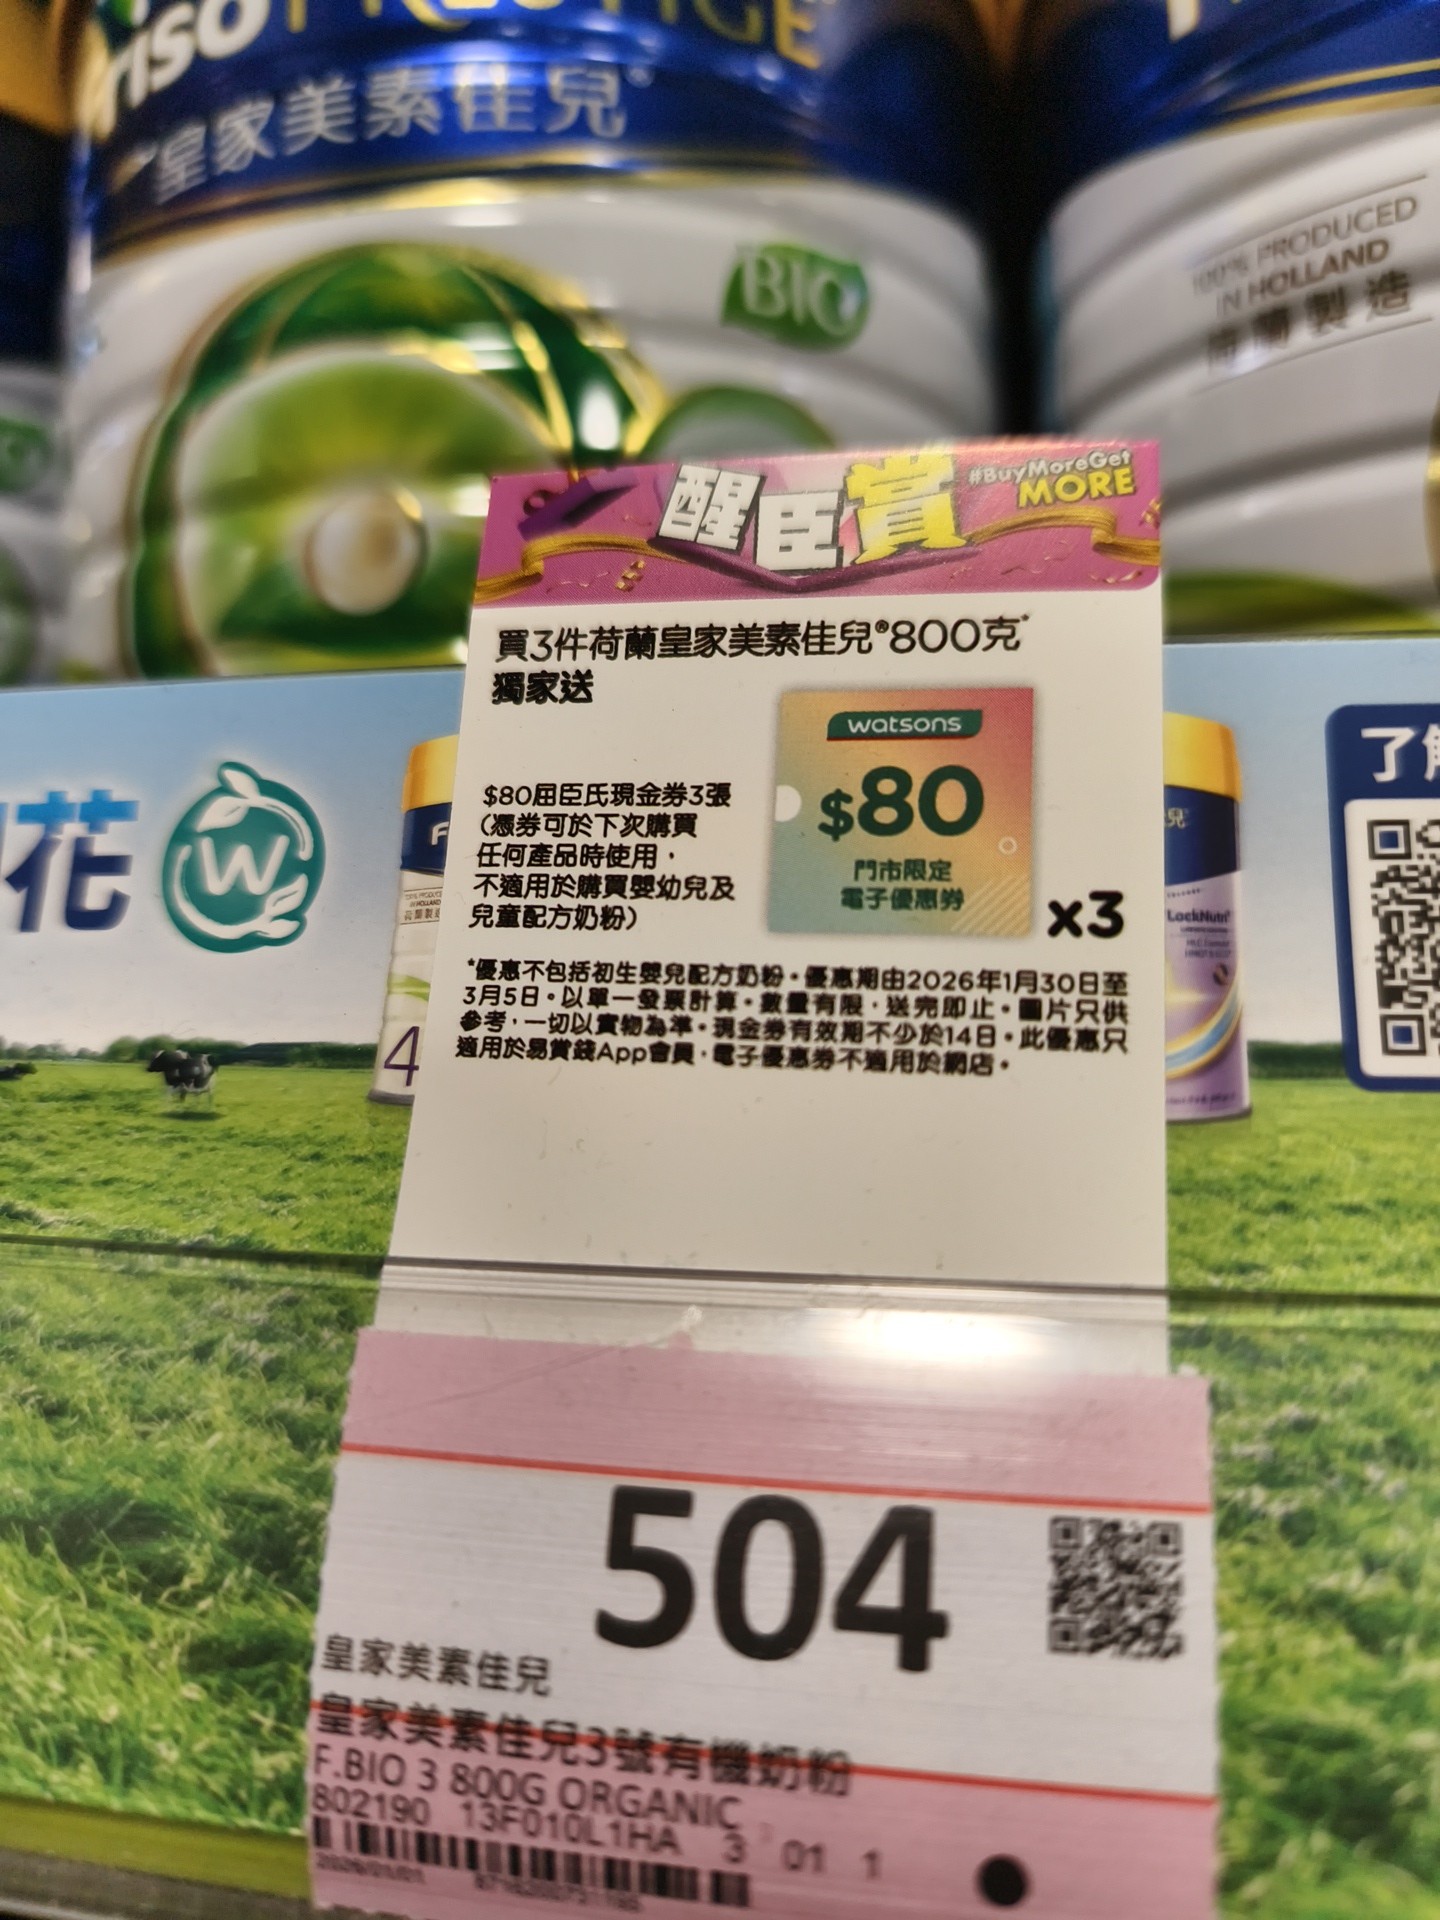 皇家美素佳兒
BIO
100% PRODUCED
IN HOLLAND
荷蘭製造
醒臣賞
#BuyMoreGet
MORE
買3件荷蘭皇家美素佳兒®800克*
獨家送
$80屈臣氏現金券3張
(憑券可於下次購買
任何產品時使用，
不適用於購買嬰幼兒及
兒童配方奶粉)
watsons
$80
門市限定
電子優惠券
x3
*優惠不包括初生嬰兒配方奶粉。優惠期由2026年1月30日至
3月5日。以單一發票計算。數量有限，送完即止。圖片只供
參考，一切以實物為準。現金券有效期不少於14日。此優惠只
適用於易賞錢App會員，電子優惠券不適用於網店。
花
W
4
LockNutri
504
皇家美素佳兒
皇家美素佳兒3號有機奶粉
F.BIO 3 800G ORGANIC
802190 13F010L1HA 3 01 1